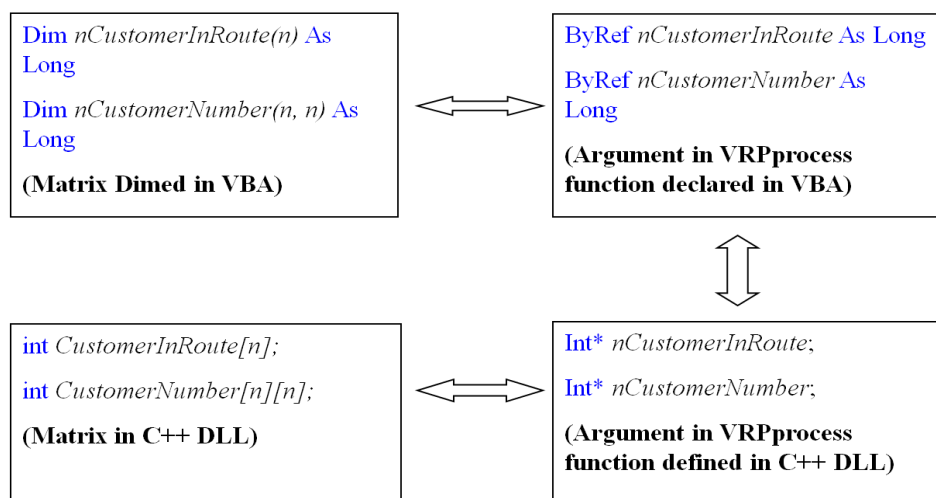 Dim nCustomerInRoute(n) As
Long
Dim nCustomerNumber(n, n) As
Long
(Matrix Dimed in VBA)
ByRef nCustomerInRoute As Long
ByRef nCustomerNumber As
Long
(Argument in VRPprocess
function declared in VBA)
int CustomerInRoute[n];
int CustomerNumber[n][n];
(Matrix in C++ DLL)
Int* nCustomerInRoute;
Int* nCustomerNumber;
(Argument in VRPprocess
function defined in C++ DLL)